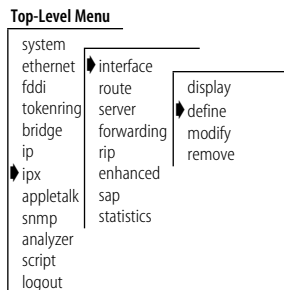 Top-Level Menu
system
ethernet
fddi
tokenring
bridge
ip
ipx
appletalk
snmp
analyzer
script
logout
interface
route
server
forwarding
rip
enhanced
sap
statistics
display
define
modify
remove